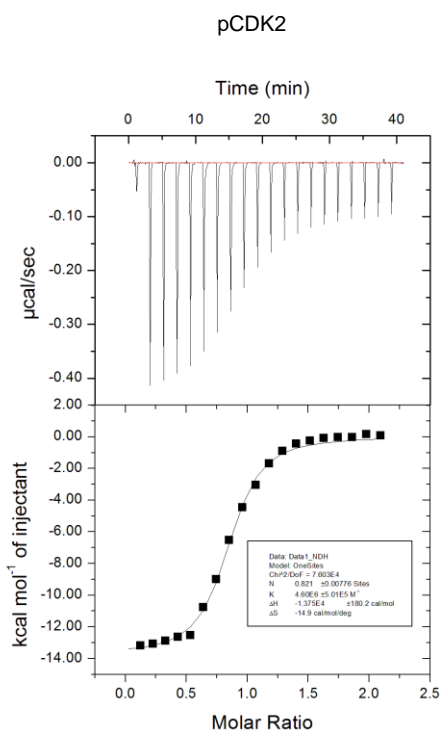 pCDK2
Time (min)
0 10 20 30 40
0.00
-0.10
-0.20
-0.30
-0.40
µcal/sec
2.00
0.00
-2.00
-4.00
-6.00
-8.00
-10.00
-12.00
-14.00
kcal mol⁻¹ of injectant
Data: Data1_NDH
Model: OneSites
Chi^2/DoF = 7.603E4
N 0.821 ±0.00776 Sites
K 4.60E6 ±5.01E5 M⁻¹
ΔH -1.375E4 ±180.2 cal/mol
ΔS -14.9 cal/mol/deg
0.0 0.5 1.0 1.5 2.0 2.5
Molar Ratio